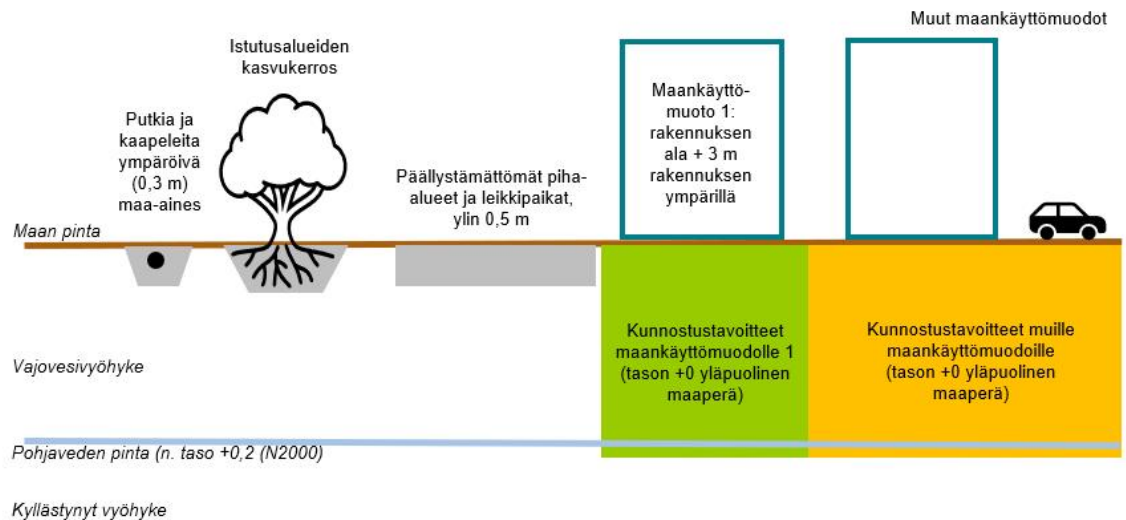 Muut maankäyttömuodot
Istutusalueiden
kasvukerros
Putkia ja
kaapeleita
ympäröivä
(0,3 m)
maa-aines
Päällystämättömät piha-
alueet ja leikkipaikat,
ylin 0,5 m
Maankäyttö-
muoto 1:
rakennuksen
ala + 3 m
rakennuksen
ympärillä
Maan pinta
Vajovesivyöhyke
Kunnostustavoitteet
maankäyttömuodolle 1
(tason +0 yläpuolinen
maaperä)
Kunnostustavoitteet muille
maankäyttömuodoille
(tason +0 yläpuolinen
maaperä)
Pohjaveden pinta (n. taso +0,2 (N2000)
Kyllästynyt vyöhyke